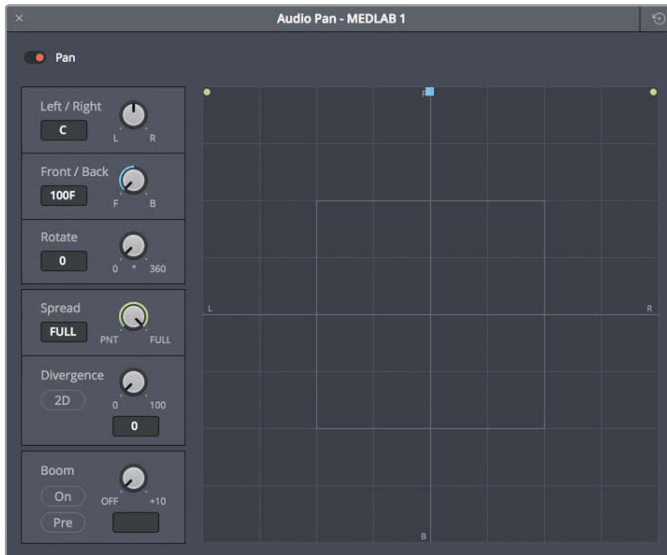 Audio Pan - MEDLAB 1
Pan
Left / Right
C
L R
Front / Back
100F
F B
Rotate
0
0 ° 360
Spread
FULL
PNT FULL
Divergence
2D
0 100
0
Boom
On
OFF +10
Pre
F
L R
B